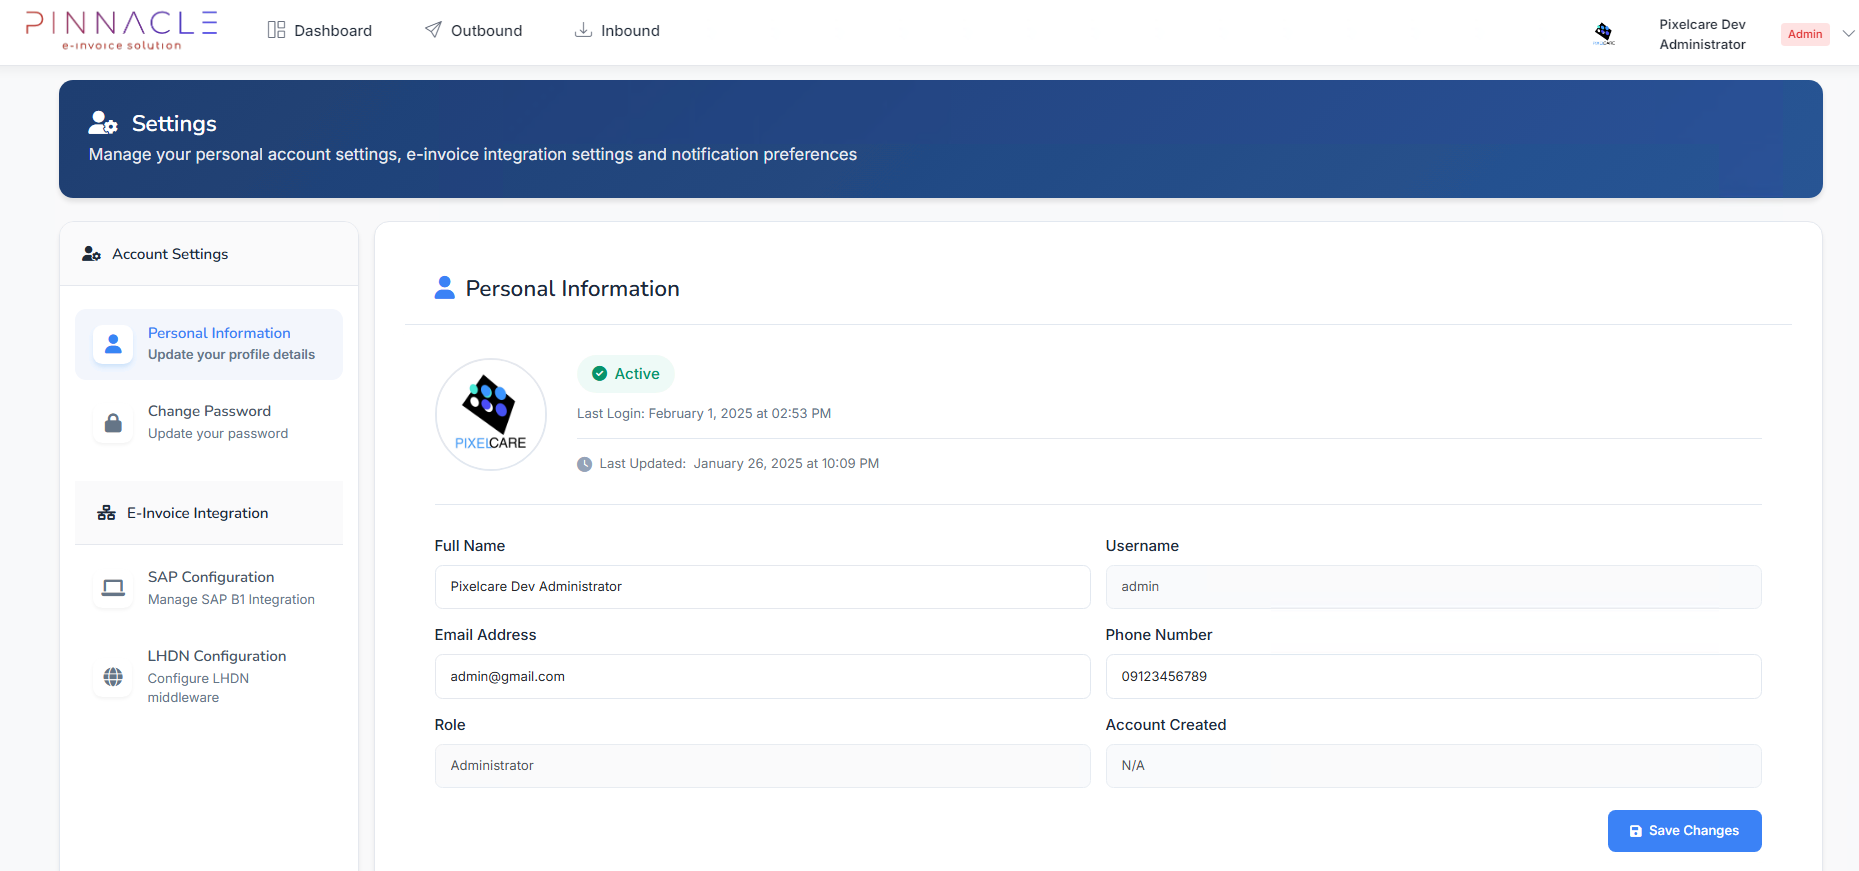 PINNACLE
e-invoice solution
Dashboard
Outbound
Inbound
PIXELCARE
Pixelcare Dev
Administrator
Admin
Settings
Manage your personal account settings, e-invoice integration settings and notification preferences
Account Settings
Personal Information
Update your profile details
Change Password
Update your password
E-Invoice Integration
SAP Configuration
Manage SAP B1 Integration
LHDN Configuration
Configure LHDN
middleware
Personal Information
PIXELCARE
Active
Last Login: February 1, 2025 at 02:53 PM
Last Updated: January 26, 2025 at 10:09 PM
Full Name
Pixelcare Dev Administrator
Username
admin
Email Address
admin@gmail.com
Phone Number
09123456789
Role
Administrator
Account Created
N/A
Save Changes